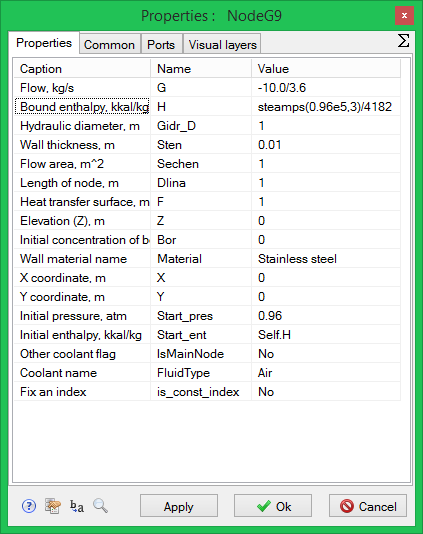 Properties : NodeG9
x
Properties Common Ports Visual layers Σ
Caption Name Value
Flow, kg/s G -10.0/3.6
Bound enthalpy, kkal/kg H steamps(0.96e5,3)/4182
Hydraulic diameter, m Gidr_D 1
Wall thickness, m Sten 0.01
Flow area, m^2 Sechen 1
Length of node, m Dlina 1
Heat transfer surface, m F 1
Elevation (Z), m Z 0
Initial concentration of bo Bor 0
Wall material name Material Stainless steel
X coordinate, m X 0
Y coordinate, m Y 0
Initial pressure, atm Start_pres 0.96
Initial enthalpy, kkal/kg Start_ent Self.H
Other coolant flag IsMainNode No
Coolant name FluidType Air
Fix an index is_const_index No
? b a Apply Ok Cancel